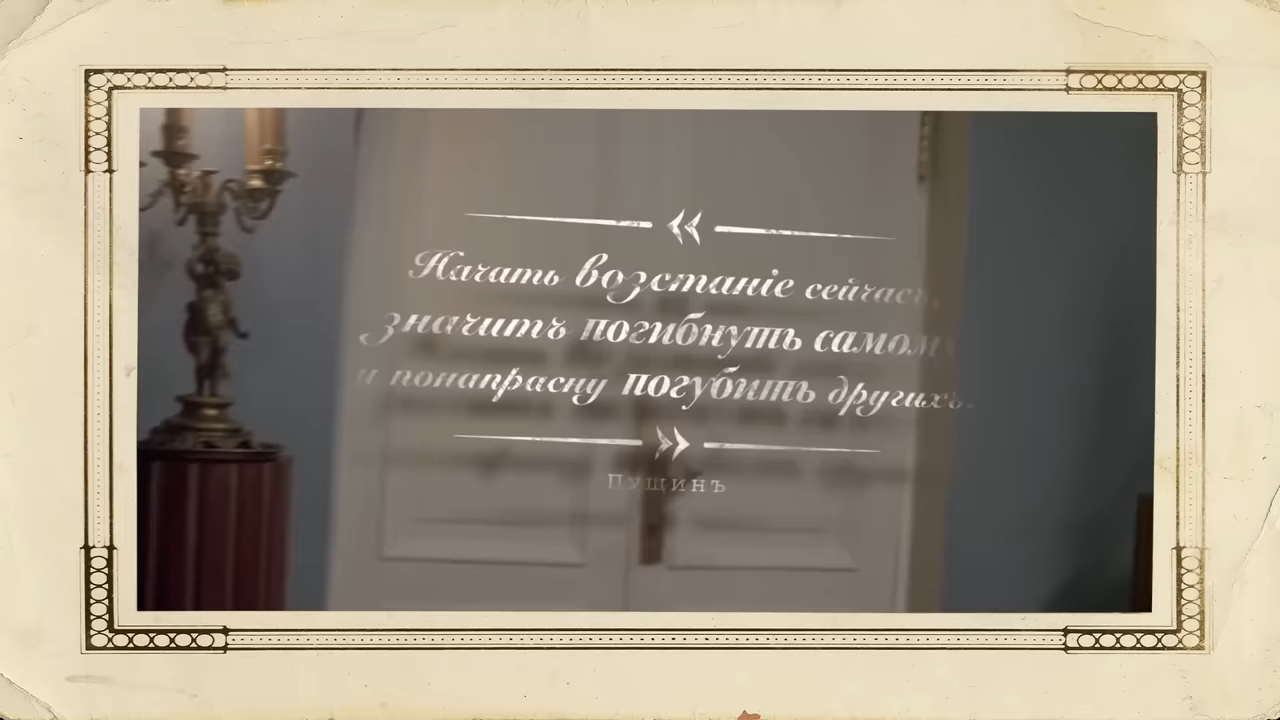 «
Начать возстаніе сейчасъ,
значитъ погибнуть самому
и понапрасну погубить другихъ.
»
Пущинъ